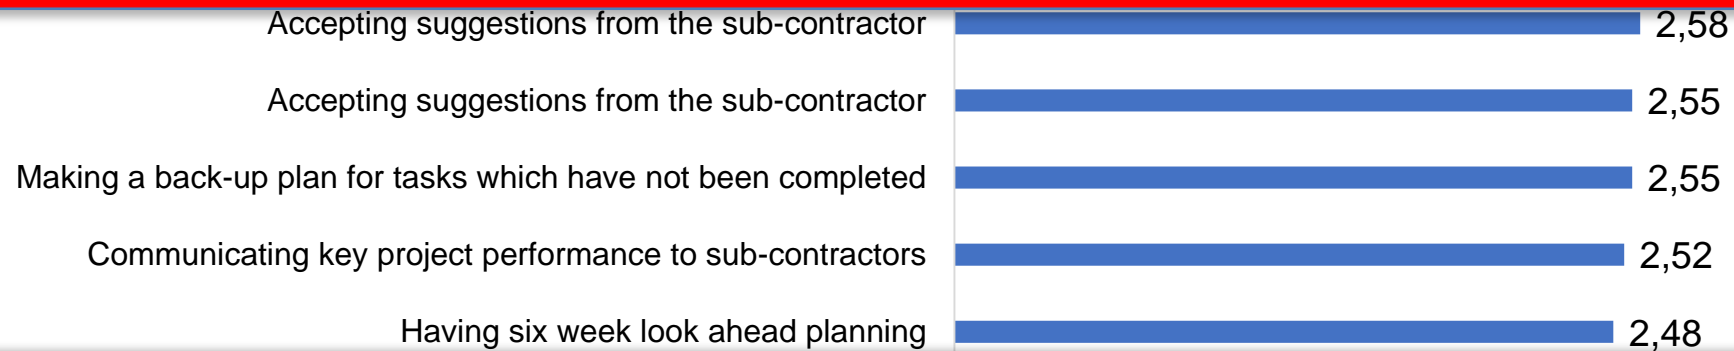 Accepting suggestions from the sub-contractor 2,58
Accepting suggestions from the sub-contractor 2,55
Making a back-up plan for tasks which have not been completed 2,55
Communicating key project performance to sub-contractors 2,52
Having six week look ahead planning 2,48